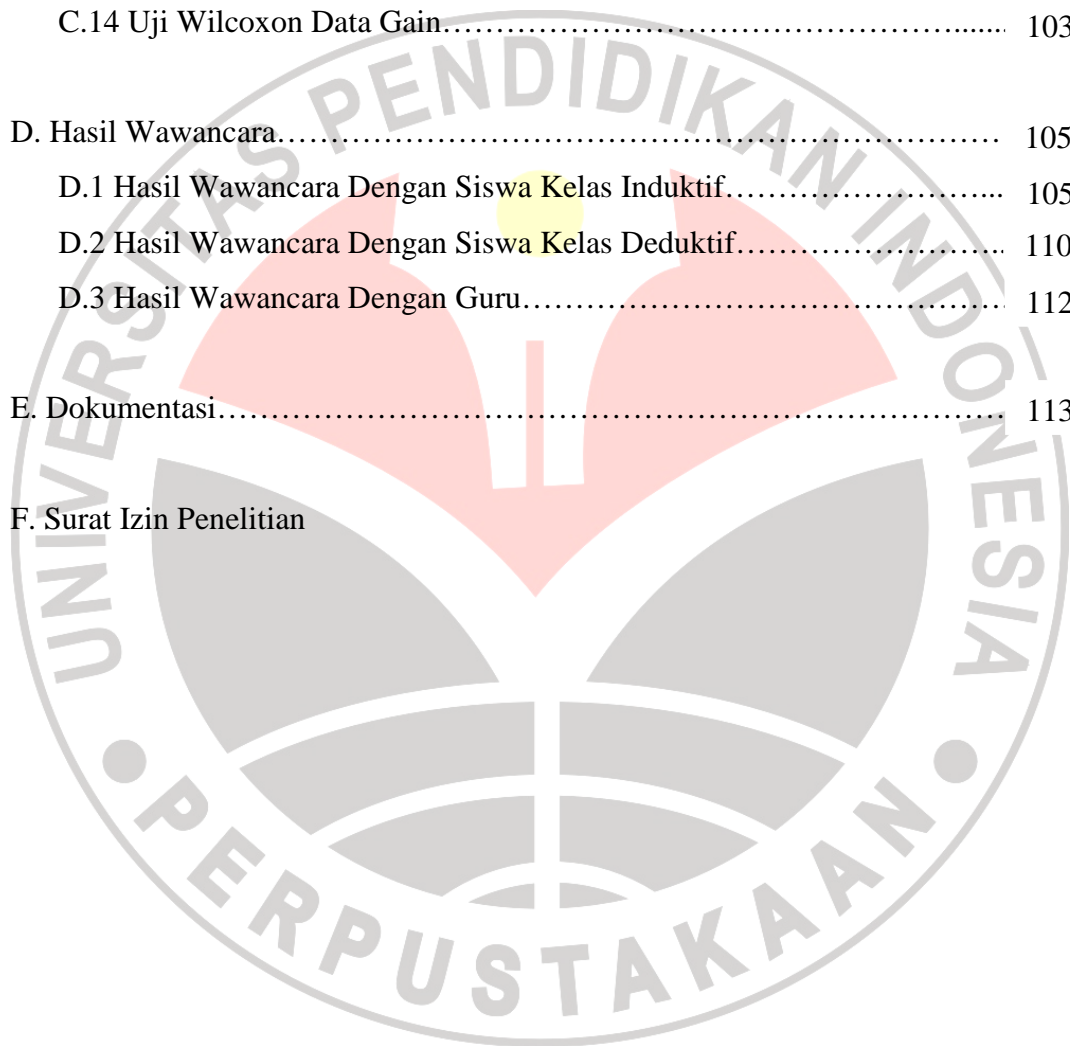 C.14 Uji Wilcoxon Data Gain……………………………………………....... 103
D. Hasil Wawancara……………………………………………………………… 105
D.1 Hasil Wawancara Dengan Siswa Kelas Induktif……………………... 105
D.2 Hasil Wawancara Dengan Siswa Kelas Deduktif…………………….. 110
D.3 Hasil Wawancara Dengan Guru………………………………………… 112
E. Dokumentasi…………………………………………………………………… 113
F. Surat Izin Penelitian
UNIVERSITAS PENDIDIKAN INDONESIA
PERPUSTAKAAN